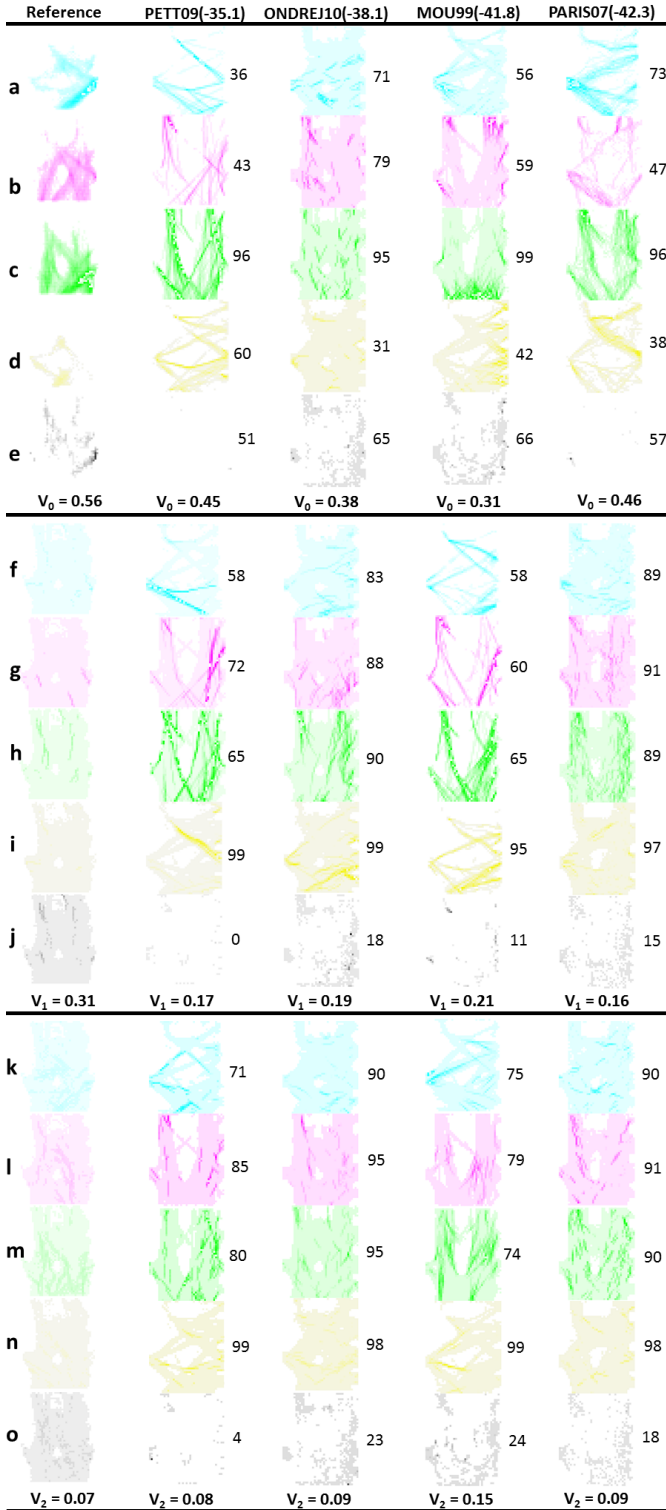 Reference PETT09(-35.1) ONDREJ10(-38.1) MOU99(-41.8) PARIS07(-42.3)
a 36 71 56 73
b 43 79 59 47
c 96 95 99 96
d 60 31 42 38
e 51 65 66 57
V0 = 0.56 V0 = 0.45 V0 = 0.38 V0 = 0.31 V0 = 0.46
f 58 83 58 89
g 72 88 60 91
h 65 90 65 89
i 99 99 95 97
j 0 18 11 15
V1 = 0.31 V1 = 0.17 V1 = 0.19 V1 = 0.21 V1 = 0.16
k 71 90 75 90
l 85 95 79 91
m 80 95 74 90
n 99 98 99 98
o 4 23 24 18
V2 = 0.07 V2 = 0.08 V2 = 0.09 V2 = 0.15 V2 = 0.09